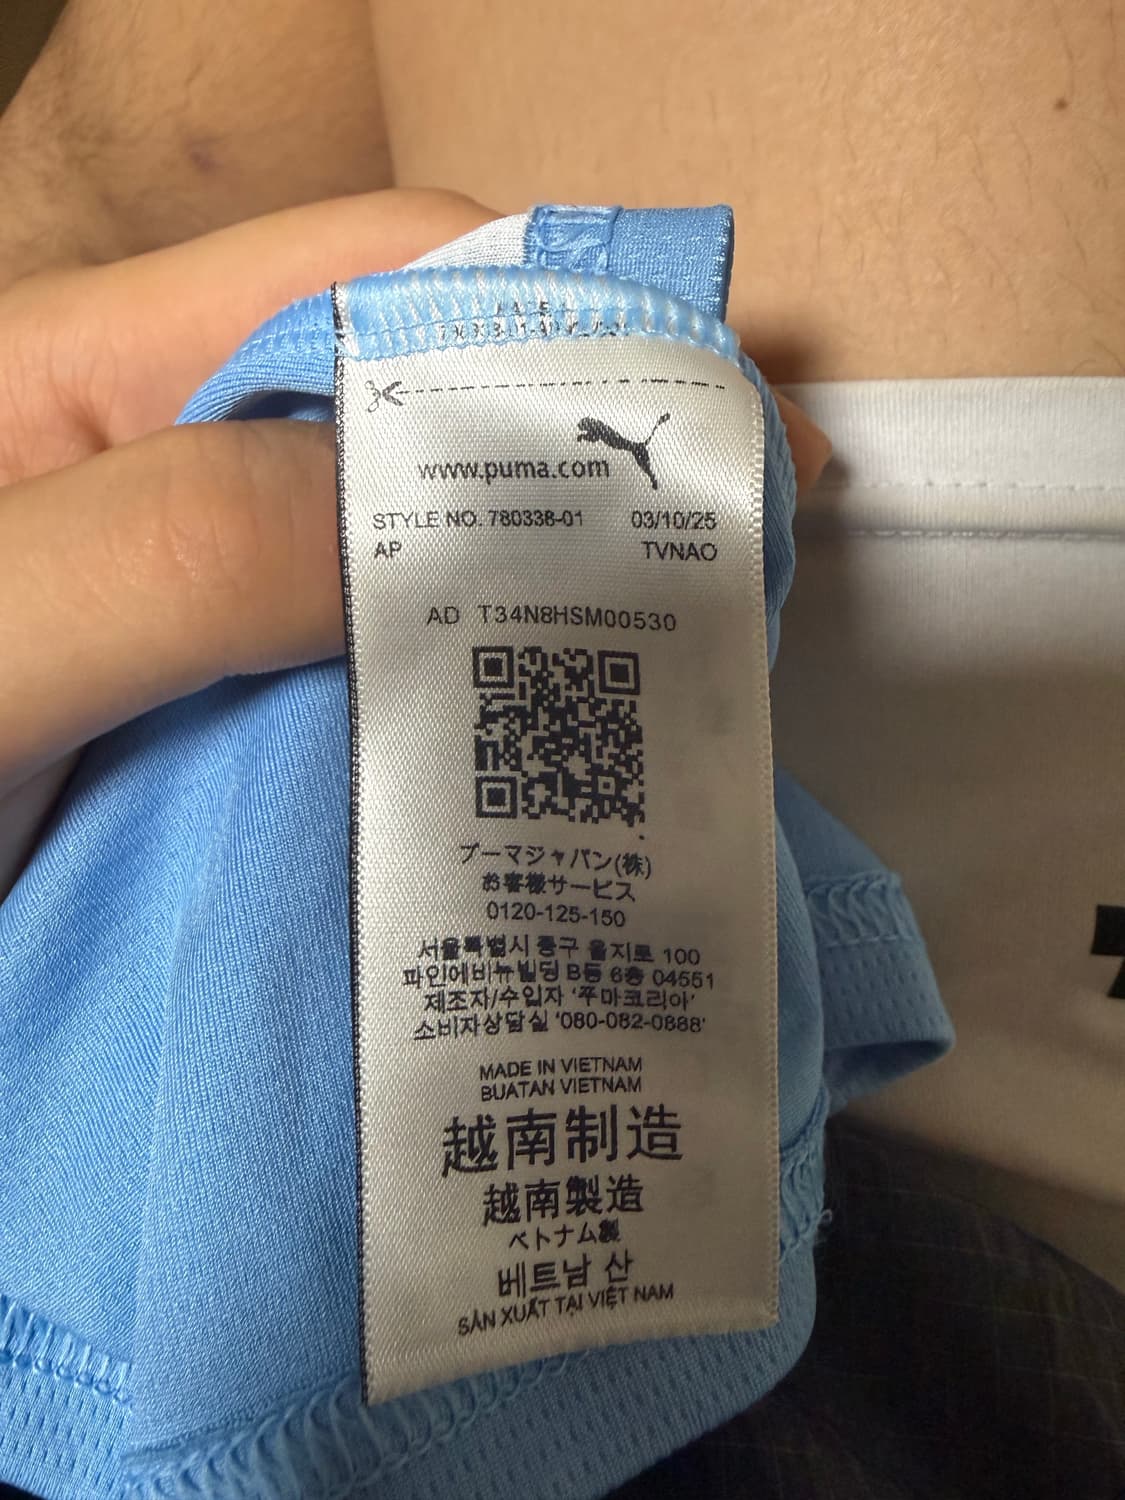 www.puma.com
STYLE NO. 780338-01 03/10/25
AP TVNAO
AD T34N8HSM00530
プーマジャパン(株)
お客様サービス
0120-125-150
서울특별시 중구 을지로 100
파인에비뉴빌딩 B동 6층 04551
제조자/수입자 '푸마코리아'
소비자상담실 '080-082-0888'
MADE IN VIETNAM
BUATAN VIETNAM
越南制造
越南製造
ベトナム製
베트남 산
SẢN XUẤT TẠI VIỆT NAM